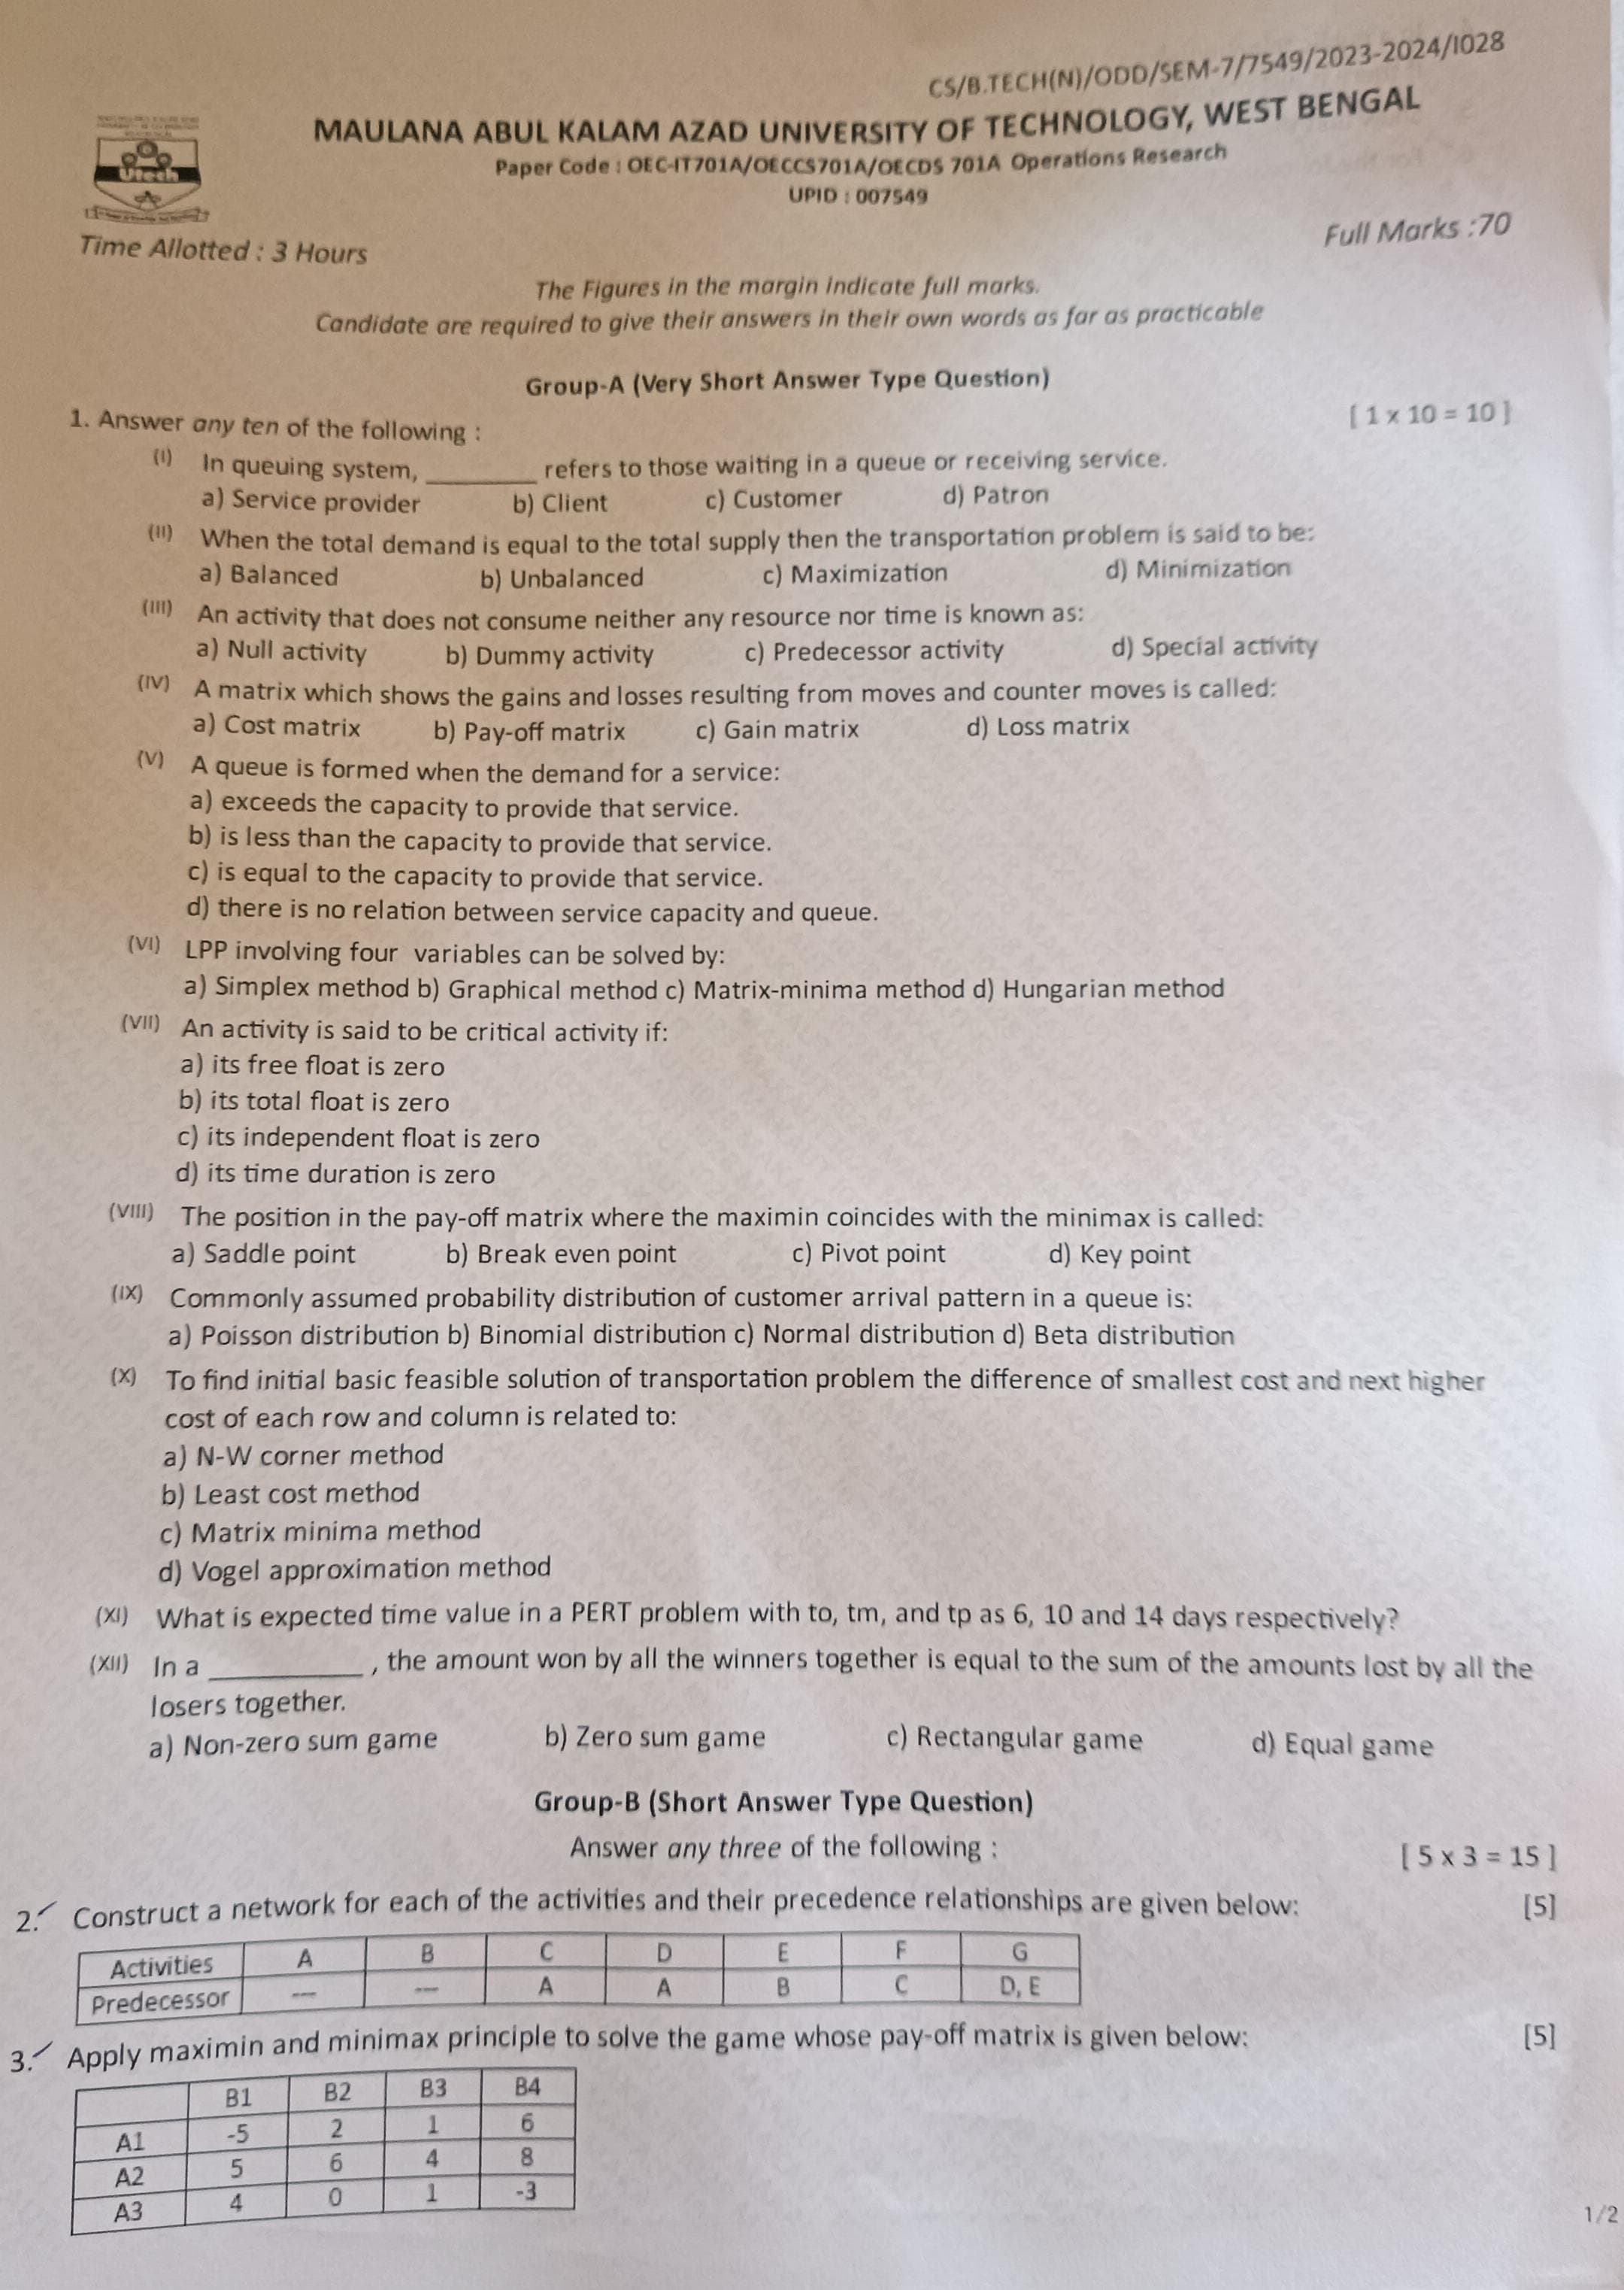 CS/B.TECH(N)/ODD/SEM-7/7549/2023-2024/I028
MAULANA ABUL KALAM AZAD UNIVERSITY OF TECHNOLOGY, WEST BENGAL
Paper Code : OEC-IT701A/OECCS701A/OECDS 701A Operations Research
UPID : 007549
Utech
Time Allotted : 3 Hours
Full Marks :70
The Figures in the margin indicate full marks.
Candidate are required to give their answers in their own words as far as practicable
Group-A (Very Short Answer Type Question)
1. Answer any ten of the following :
[ 1 x 10 = 10 ]
(I) In queuing system, ________ refers to those waiting in a queue or receiving service.
a) Service provider b) Client c) Customer d) Patron
(II) When the total demand is equal to the total supply then the transportation problem is said to be:
a) Balanced b) Unbalanced c) Maximization d) Minimization
(III) An activity that does not consume neither any resource nor time is known as:
a) Null activity b) Dummy activity c) Predecessor activity d) Special activity
(IV) A matrix which shows the gains and losses resulting from moves and counter moves is called:
a) Cost matrix b) Pay-off matrix c) Gain matrix d) Loss matrix
(V) A queue is formed when the demand for a service:
a) exceeds the capacity to provide that service.
b) is less than the capacity to provide that service.
c) is equal to the capacity to provide that service.
d) there is no relation between service capacity and queue.
(VI) LPP involving four variables can be solved by:
a) Simplex method b) Graphical method c) Matrix-minima method d) Hungarian method
(VII) An activity is said to be critical activity if:
a) its free float is zero
b) its total float is zero
c) its independent float is zero
d) its time duration is zero
(VIII) The position in the pay-off matrix where the maximin coincides with the minimax is called:
a) Saddle point b) Break even point c) Pivot point d) Key point
(IX) Commonly assumed probability distribution of customer arrival pattern in a queue is:
a) Poisson distribution b) Binomial distribution c) Normal distribution d) Beta distribution
(X) To find initial basic feasible solution of transportation problem the difference of smallest cost and next higher
cost of each row and column is related to:
a) N-W corner method
b) Least cost method
c) Matrix minima method
d) Vogel approximation method
(XI) What is expected time value in a PERT problem with to, tm, and tp as 6, 10 and 14 days respectively?
(XII) In a ___________ , the amount won by all the winners together is equal to the sum of the amounts lost by all the
losers together.
a) Non-zero sum game b) Zero sum game c) Rectangular game d) Equal game
Group-B (Short Answer Type Question)
Answer any three of the following :
[ 5 x 3 = 15 ]
2. Construct a network for each of the activities and their precedence relationships are given below: [5]
Activities A B C D E F G
Predecessor --- --- A A B C D, E
3. Apply maximin and minimax principle to solve the game whose pay-off matrix is given below: [5]
B1 B2 B3 B4
A1 -5 2 1 6
A2 5 6 4 8
A3 4 0 1 -3
1/2